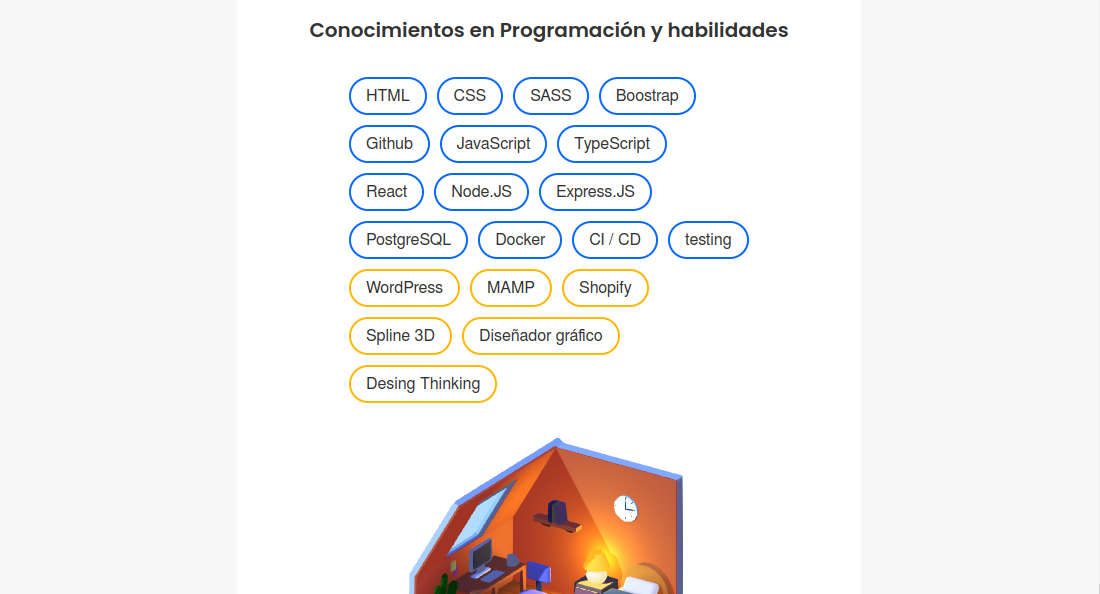 Conocimientos en Programación y habilidades
HTML CSS SASS Boostrap
Github JavaScript TypeScript
React Node.JS Express.JS
PostgreSQL Docker CI / CD testing
WordPress MAMP Shopify
Spline 3D Diseñador gráfico
Desing Thinking